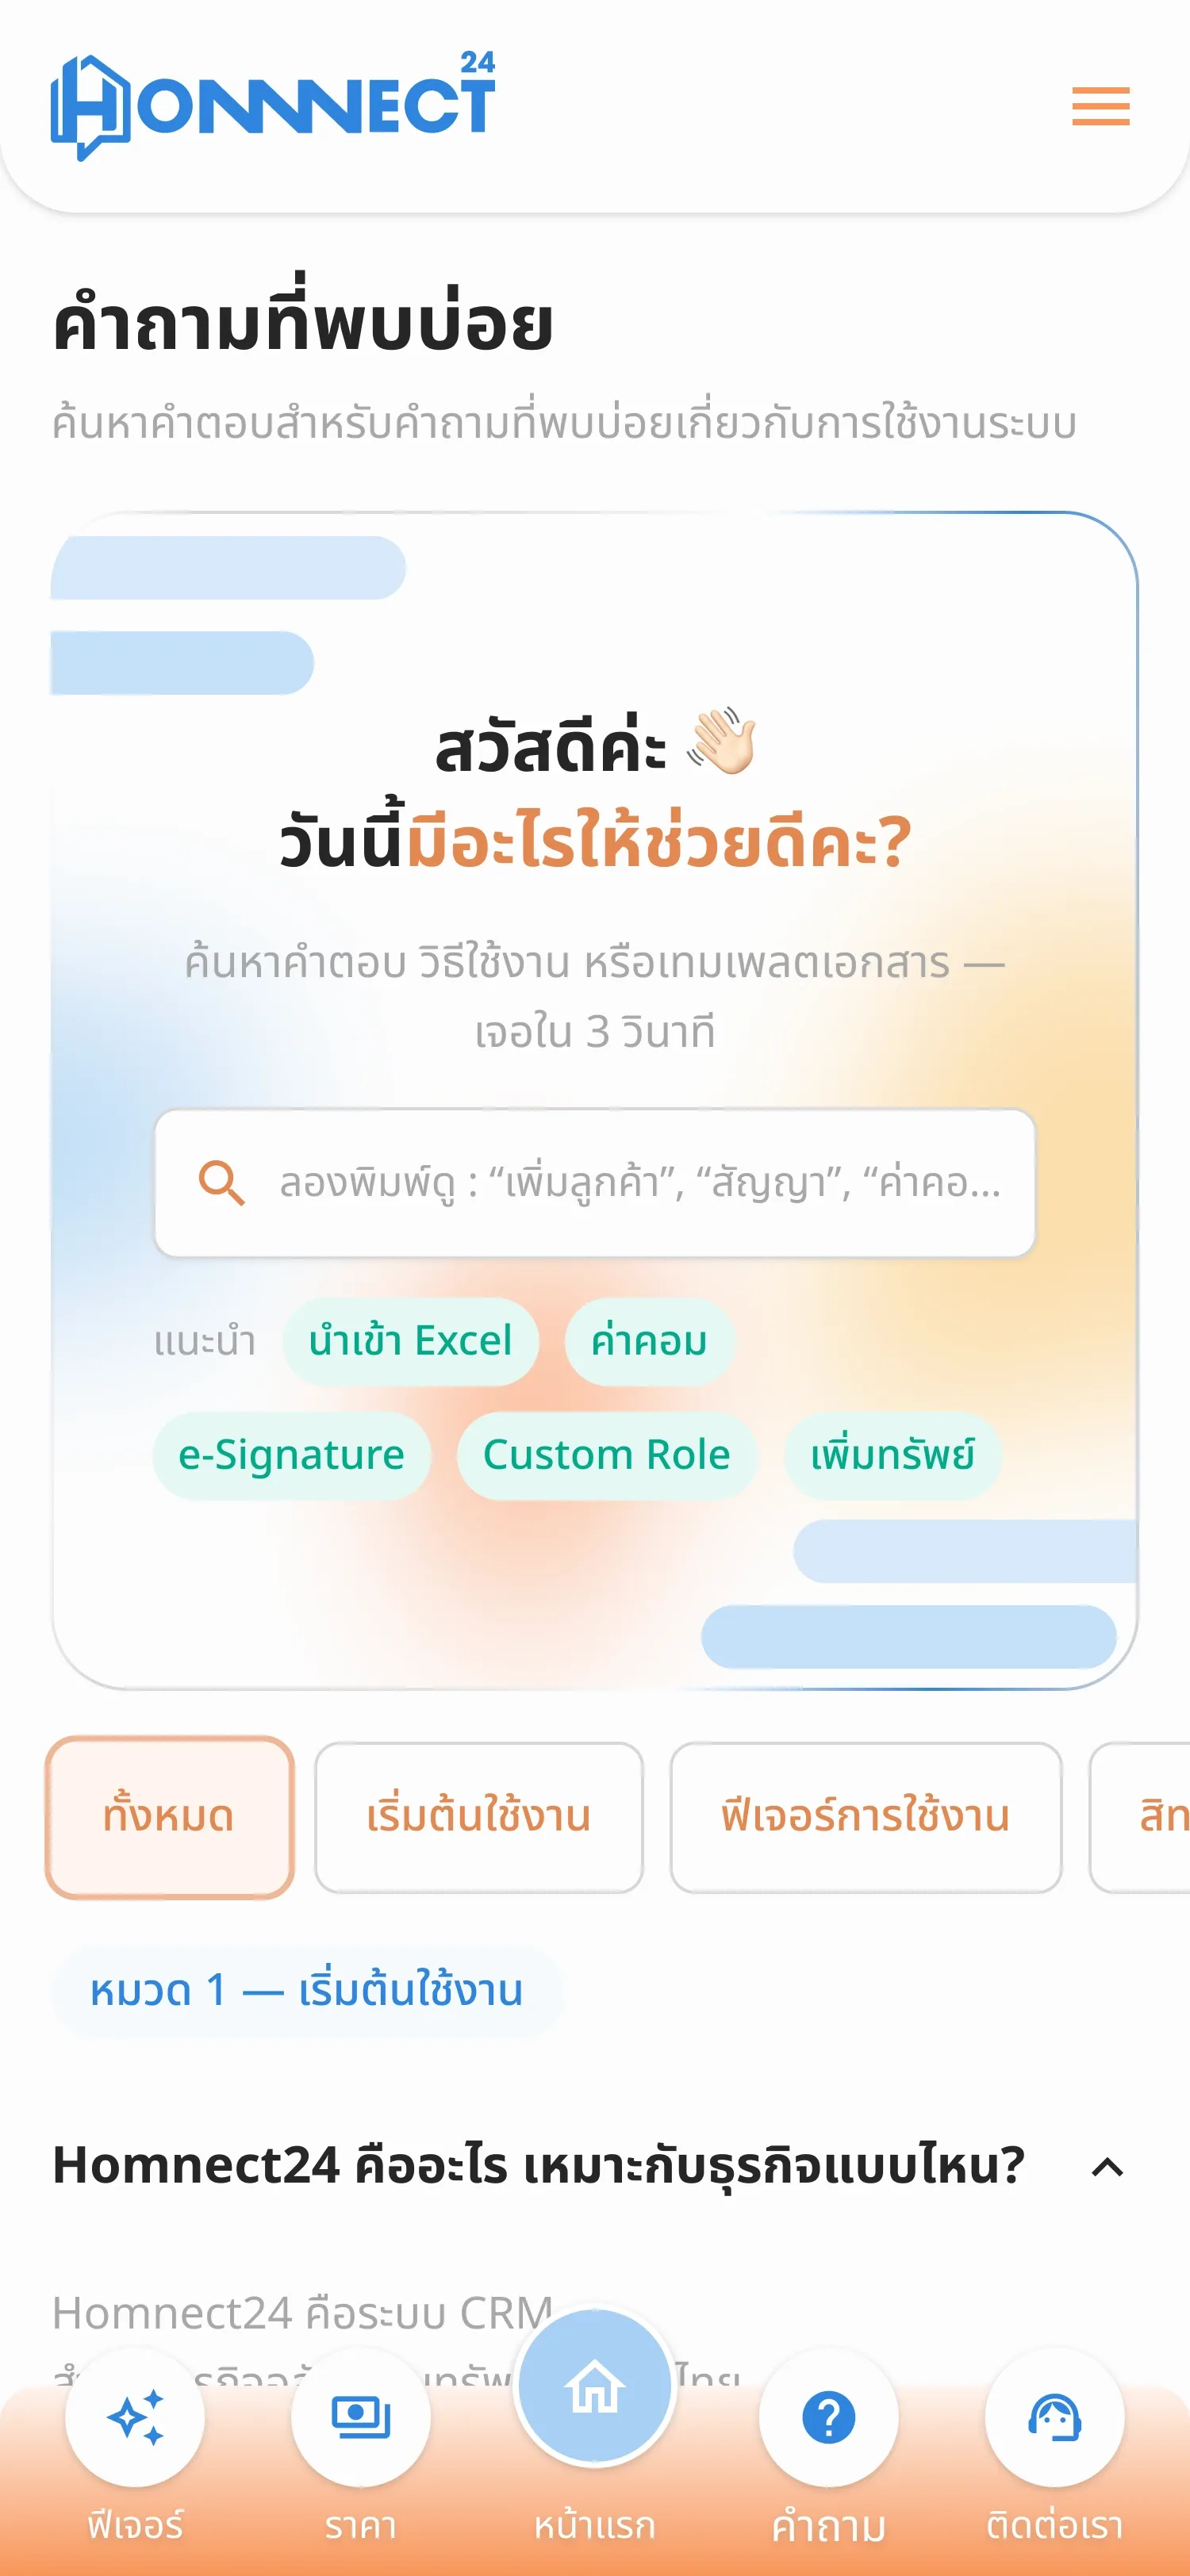 HONNNECT 24
คำถามที่พบบ่อย
ค้นหาคำตอบสำหรับคำถามที่พบบ่อยเกี่ยวกับการใช้งานระบบ
สวัสดีค่ะ 👋🏻
วันนี้มีอะไรให้ช่วยดีคะ?
ค้นหาคำตอบ วิธีใช้งาน หรือเทมเพลตเอกสาร —
เจอใน 3 วินาที
ลองพิมพ์ดู : “เพิ่มลูกค้า”, “สัญญา”, “ค่าคอ...
แนะนำ นำเข้า Excel ค่าคอม
e-Signature Custom Role เพิ่มทรัพย์
ทั้งหมด เริ่มต้นใช้งาน ฟีเจอร์การใช้งาน สิท
หมวด 1 — เริ่มต้นใช้งาน
Homnect24 คืออะไร เหมาะกับธุรกิจแบบไหน?
Homnect24 คือระบบ CRM
ฟีเจอร์ ราคา หน้าแรก คำถาม ติดต่อเรา